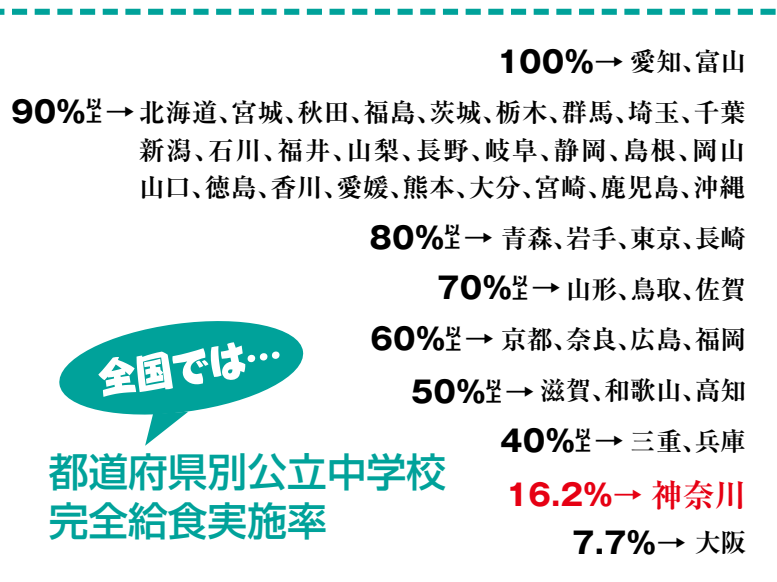 100%→ 愛知、富山
90%以上→ 北海道、宮城、秋田、福島、茨城、栃木、群馬、埼玉、千葉
新潟、石川、福井、山梨、長野、岐阜、静岡、島根、岡山
山口、徳島、香川、愛媛、熊本、大分、宮崎、鹿児島、沖縄
80%以上→ 青森、岩手、東京、長崎
70%以上→ 山形、鳥取、佐賀
60%以上→ 京都、奈良、広島、福岡
50%以上→ 滋賀、和歌山、高知
40%以上→ 三重、兵庫
16.2%→ 神奈川
7.7%→ 大阪
全国では…
都道府県別公立中学校
完全給食実施率